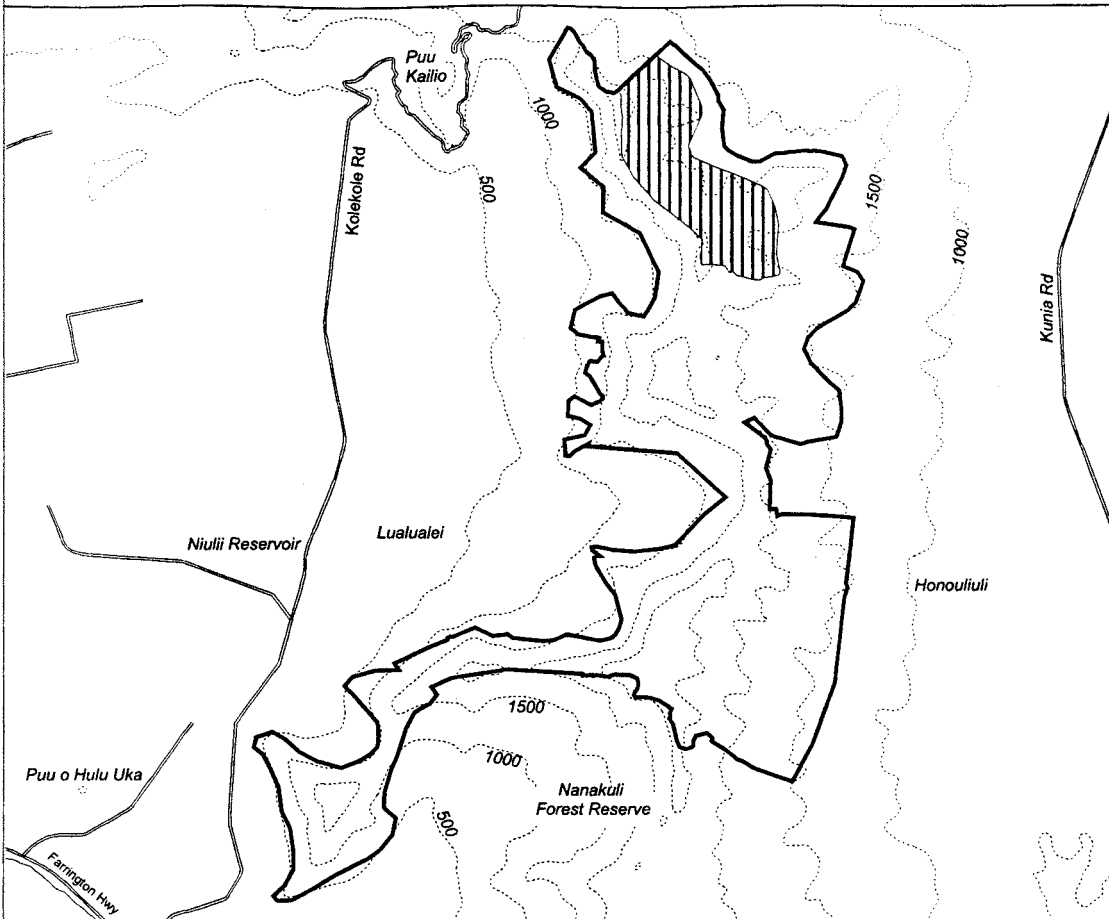 Puu
Kailio
1000
500
Kolekole Rd
1500
1000
Kunia Rd
Niulii Reservoir
Lualualei
Honouliuli
1500
1000
Puu o Hulu Uka
Nanakuli
Forest Reserve
500
Farrington Hwy